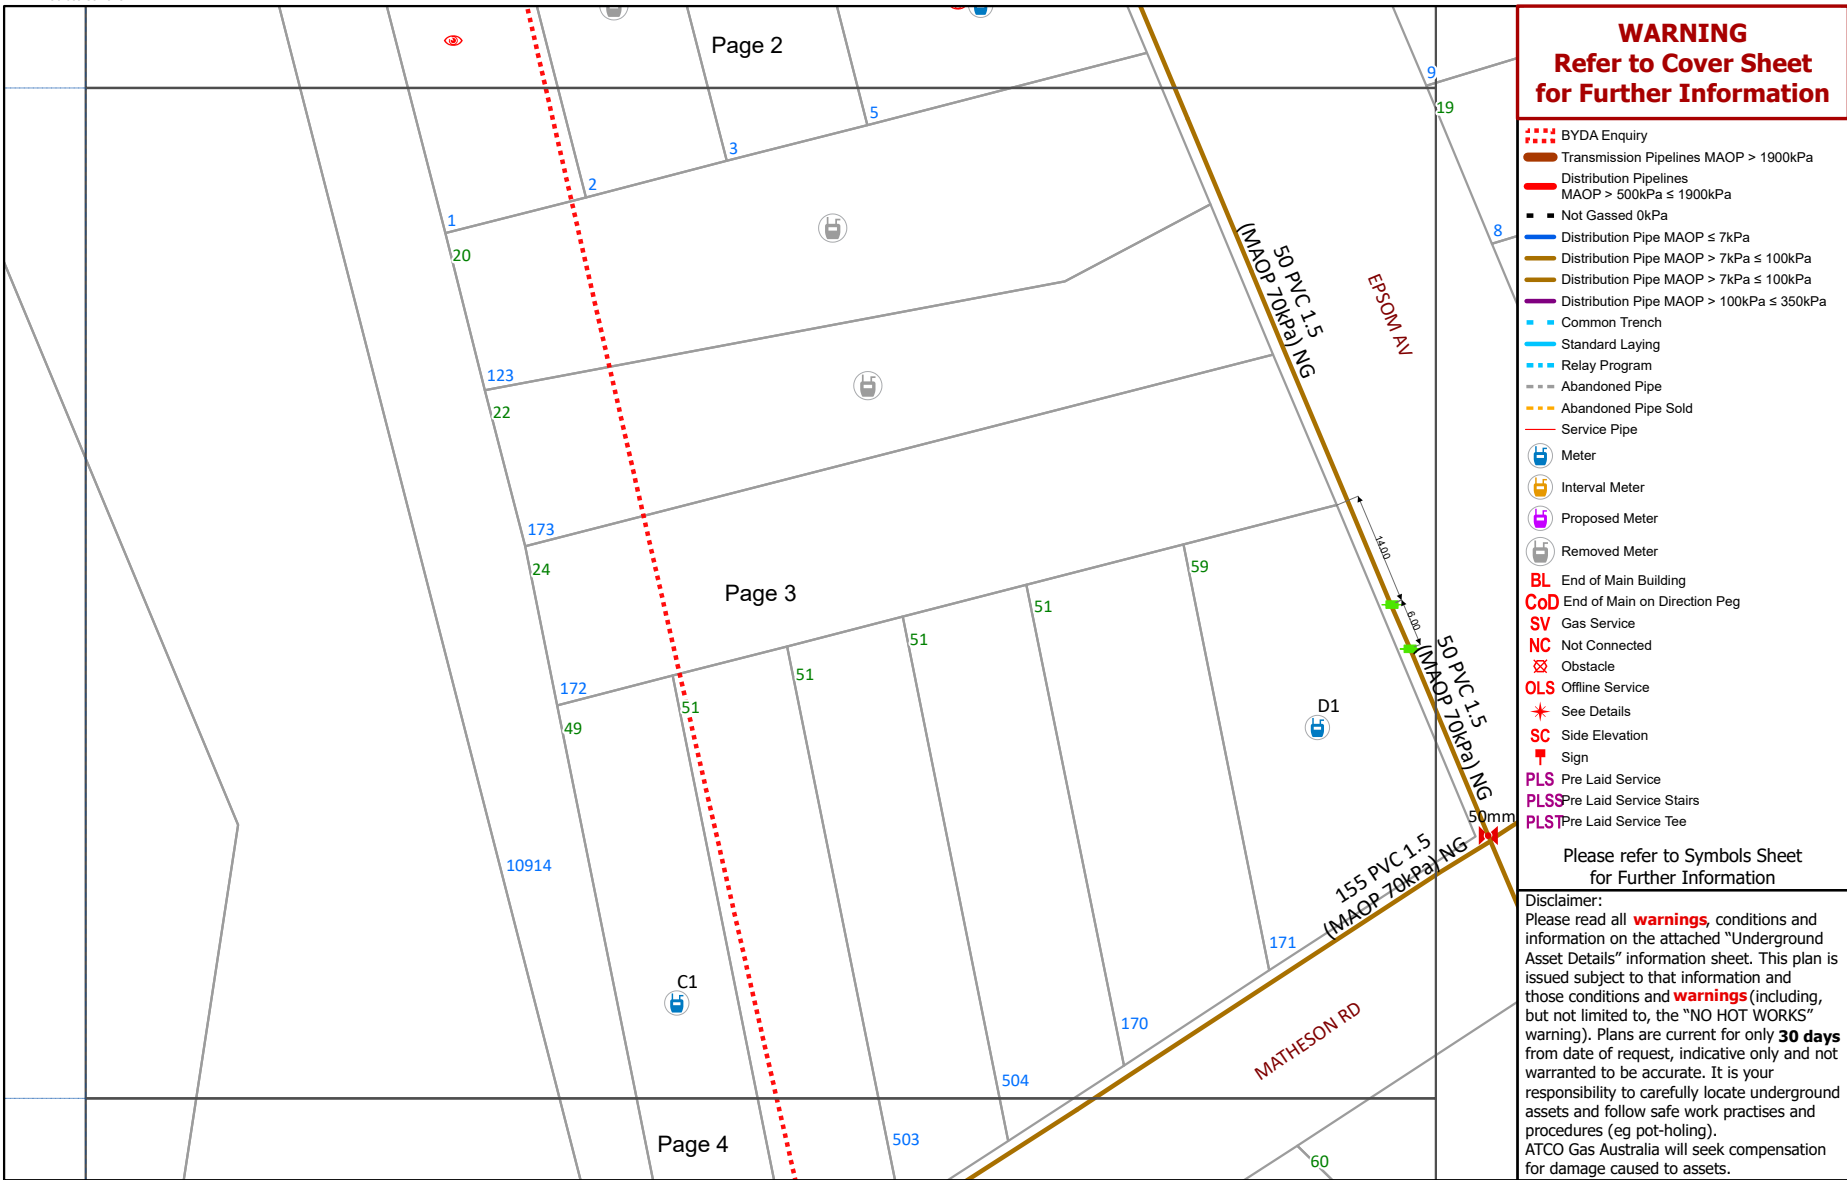 Page 2
9
19
5
3
2
1
20
8
50 PVC 1.5
(MAOP 70kPa) NG
EPSOM AV
123
22
173
24
Page 3
59
51
51
51
51
14.00
6.00
172
49
50 PVC 1.5
(MAOP 70kPa) NG
D1
50mm
155 PVC 1.5
(MAOP 70kPa) NG
10914
171
C1
170
MATHESON RD
504
503
Page 4
60
WARNING
Refer to Cover Sheet
for Further Information
BYDA Enquiry
Transmission Pipelines MAOP > 1900kPa
Distribution Pipelines
MAOP > 500kPa ≤ 1900kPa
Not Gassed 0kPa
Distribution Pipe MAOP ≤ 7kPa
Distribution Pipe MAOP > 7kPa ≤ 100kPa
Distribution Pipe MAOP > 7kPa ≤ 100kPa
Distribution Pipe MAOP > 100kPa ≤ 350kPa
Common Trench
Standard Laying
Relay Program
Abandoned Pipe
Abandoned Pipe Sold
Service Pipe
Meter
Interval Meter
Proposed Meter
Removed Meter
BL End of Main Building
CoD End of Main on Direction Peg
SV Gas Service
NC Not Connected
Obstacle
OLS Offline Service
See Details
SC Side Elevation
Sign
PLS Pre Laid Service
PLSS Pre Laid Service Stairs
PLST Pre Laid Service Tee
Please refer to Symbols Sheet
for Further Information
Disclaimer:
Please read all warnings, conditions and
information on the attached “Underground
Asset Details” information sheet. This plan is
issued subject to that information and
those conditions and warnings (including,
but not limited to, the “NO HOT WORKS”
warning). Plans are current for only 30 days
from date of request, indicative only and not
warranted to be accurate. It is your
responsibility to carefully locate underground
assets and follow safe work practises and
procedures (eg pot-holing).
ATCO Gas Australia will seek compensation
for damage caused to assets.